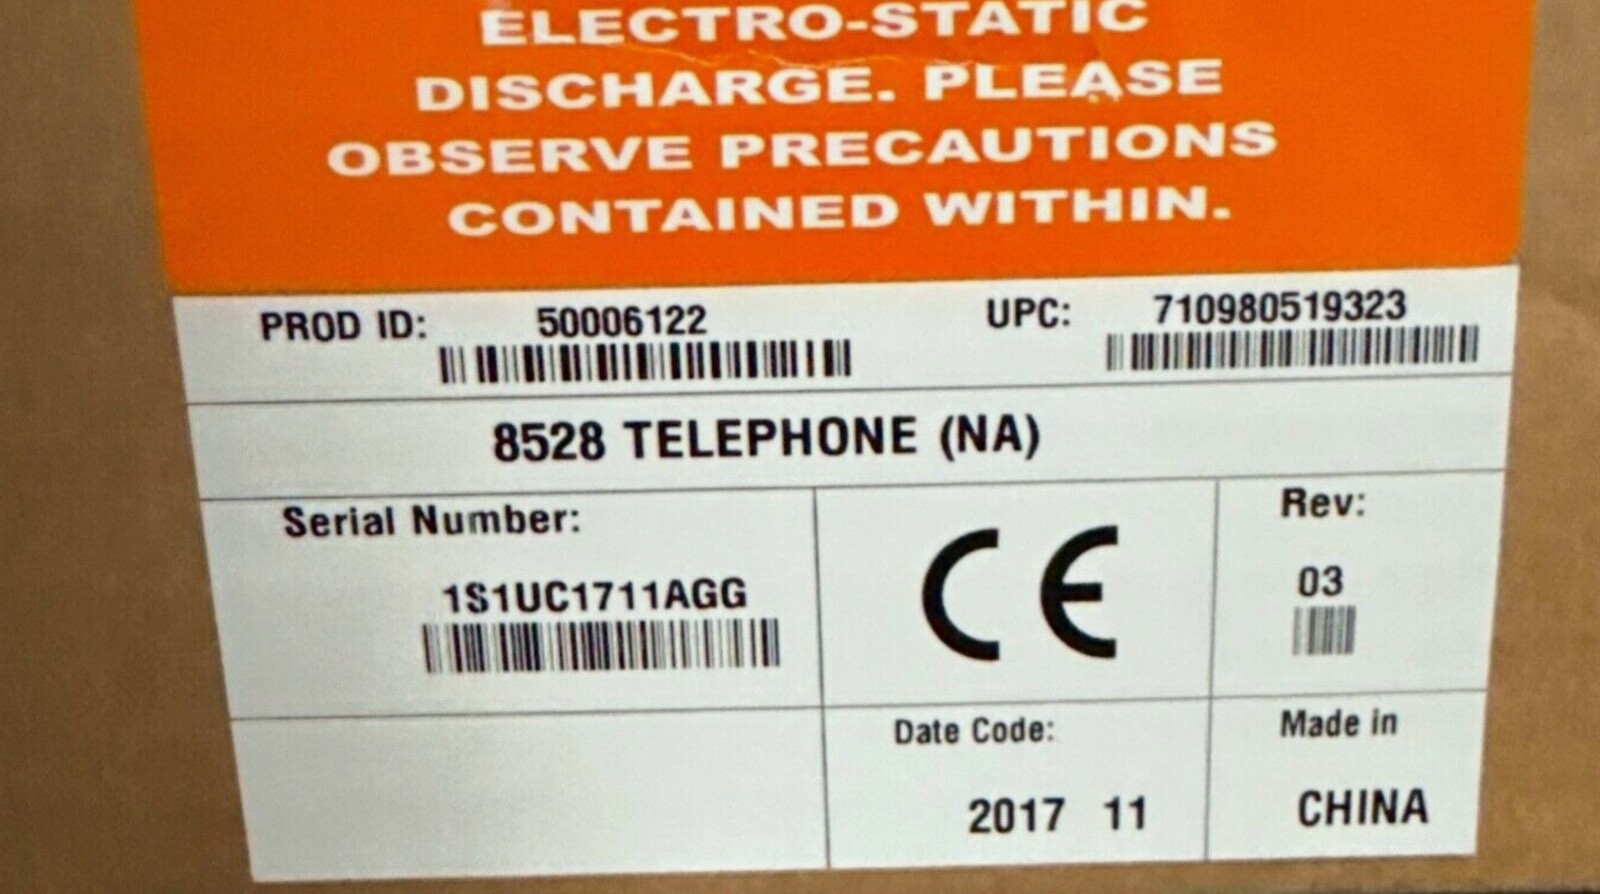 ELECTRO-STATIC
DISCHARGE. PLEASE
OBSERVE PRECAUTIONS
CONTAINED WITHIN.
PROD ID: 50006122 UPC: 710980519323
8528 TELEPHONE (NA)
Serial Number:
1S1UC1711AGG
CE
Rev:
03
Date Code:
2017 11
Made in
CHINA